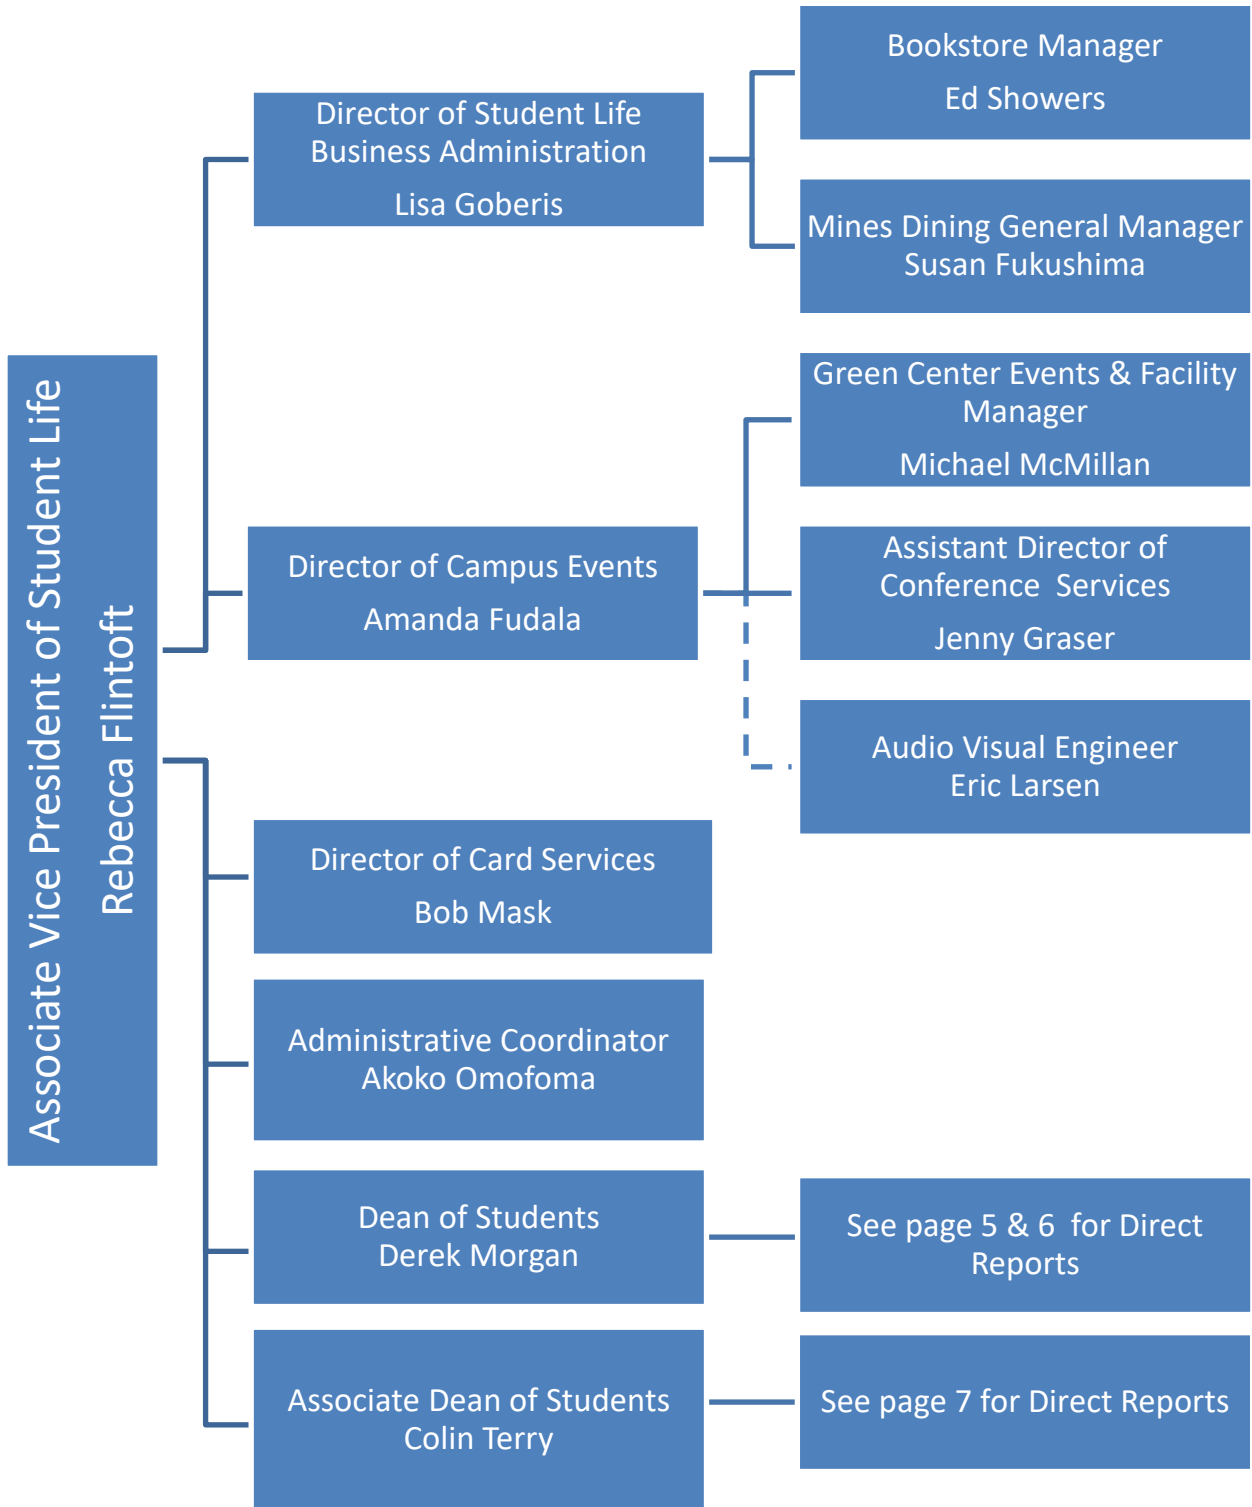 Associate Vice President of Student Life
Rebecca Flintoft
Director of Student Life
Business Administration
Lisa Goberis
Bookstore Manager
Ed Showers
Mines Dining General Manager
Susan Fukushima
Director of Campus Events
Amanda Fudala
Green Center Events & Facility
Manager
Michael McMillan
Assistant Director of
Conference  Services
Jenny Graser
Audio Visual Engineer
Eric Larsen
Director of Card Services
Bob Mask
Administrative Coordinator
Akoko Omofoma
Dean of Students
Derek Morgan
See page 5 & 6  for Direct
Reports
Associate Dean of Students
Colin Terry
See page 7 for Direct Reports